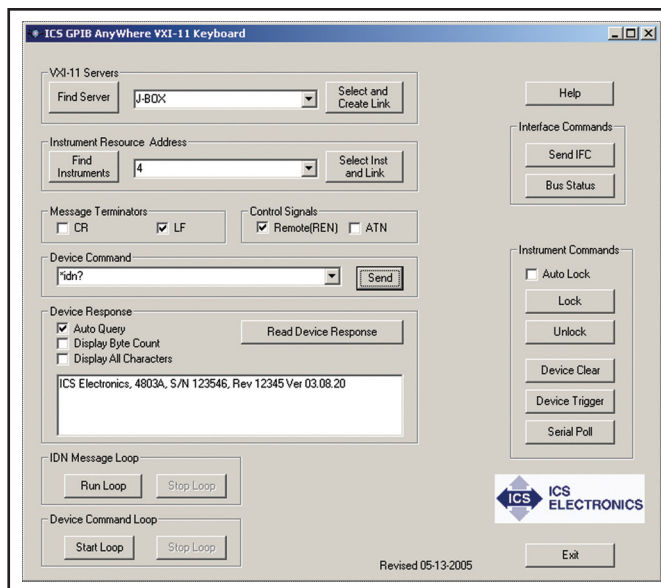 ICS GPIB AnyWhere VXI-11 Keyboard
VXI-11 Servers
Find Server
J-BOX
Select and
Create Link
Help
Instrument Resource Address
Find
Instruments
4
Select Inst
and Link
Interface Commands
Send IFC
Bus Status
Message Terminators
CR
LF
Control Signals
Remote(REN)
ATN
Device Command
*idn?
Send
Instrument Commands
Auto Lock
Lock
Unlock
Device Clear
Device Trigger
Serial Poll
Device Response
Auto Query
Display Byte Count
Display All Characters
Read Device Response
ICS Electronics, 4803A, S/N 123546, Rev 12345 Ver 03.08.20
IDN Message Loop
Run Loop
Stop Loop
Device Command Loop
Start Loop
Stop Loop
ICS
ICS
ELECTRONICS
Revised 05-13-2005
Exit